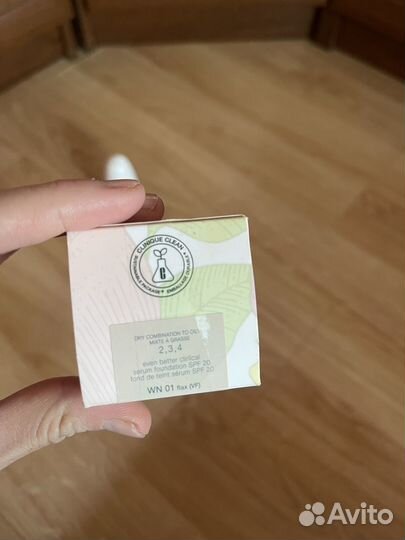 CLINIQUE CLEAN
DRY COMBINATION TO OILY
MIXTE À GRASSE
2,3,4
even better clinical
serum foundation SPF 20
fond de teint sérum SPF 20
WN 01 flax (VF)
Avito